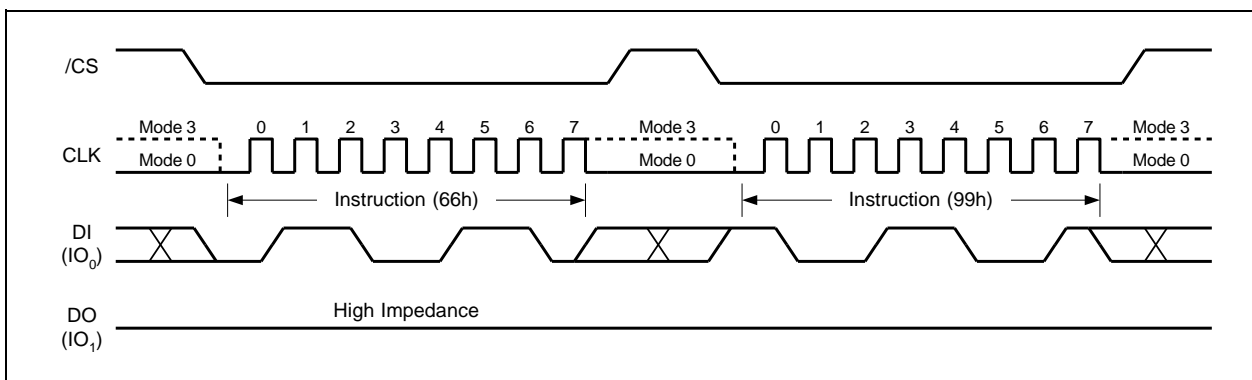 /CS
Mode 3 0 1 2 3 4 5 6 7 Mode 3 0 1 2 3 4 5 6 7 Mode 3
CLK
Mode 0 Mode 0 Mode 0
Instruction (66h) Instruction (99h)
DI
(IO₀)
High Impedance
DO
(IO₁)